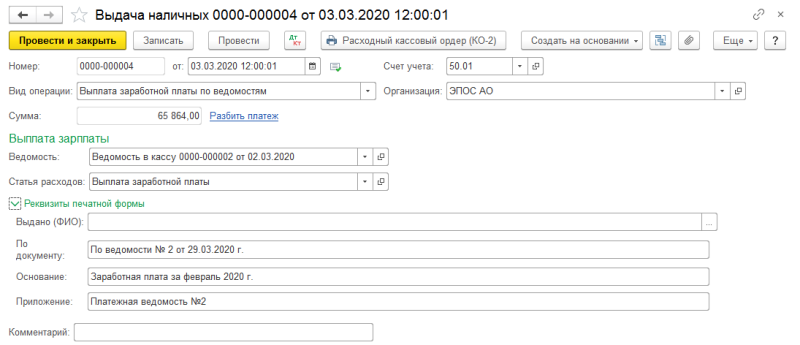 Выдача наличных 0000-000004 от 03.03.2020 12:00:01
Провести и закрыть Записать Провести Дт Кт Расходный кассовый ордер (КО-2) Создать на основании Еще ?
Номер: 0000-000004 от: 03.03.2020 12:00:01 Счет учета: 50.01
Вид операции: Выплата заработной платы по ведомостям Организация: ЭПОС АО
Сумма: 65 864,00 Разбить платеж
Выплата зарплаты
Ведомость: Ведомость в кассу 0000-000002 от 02.03.2020
Статья расходов: Выплата заработной платы
Реквизиты печатной формы
Выдано (ФИО): ...
По
документу: По ведомости № 2 от 29.03.2020 г.
Основание: Заработная плата за февраль 2020 г.
Приложение: Платежная ведомость №2
Комментарий: